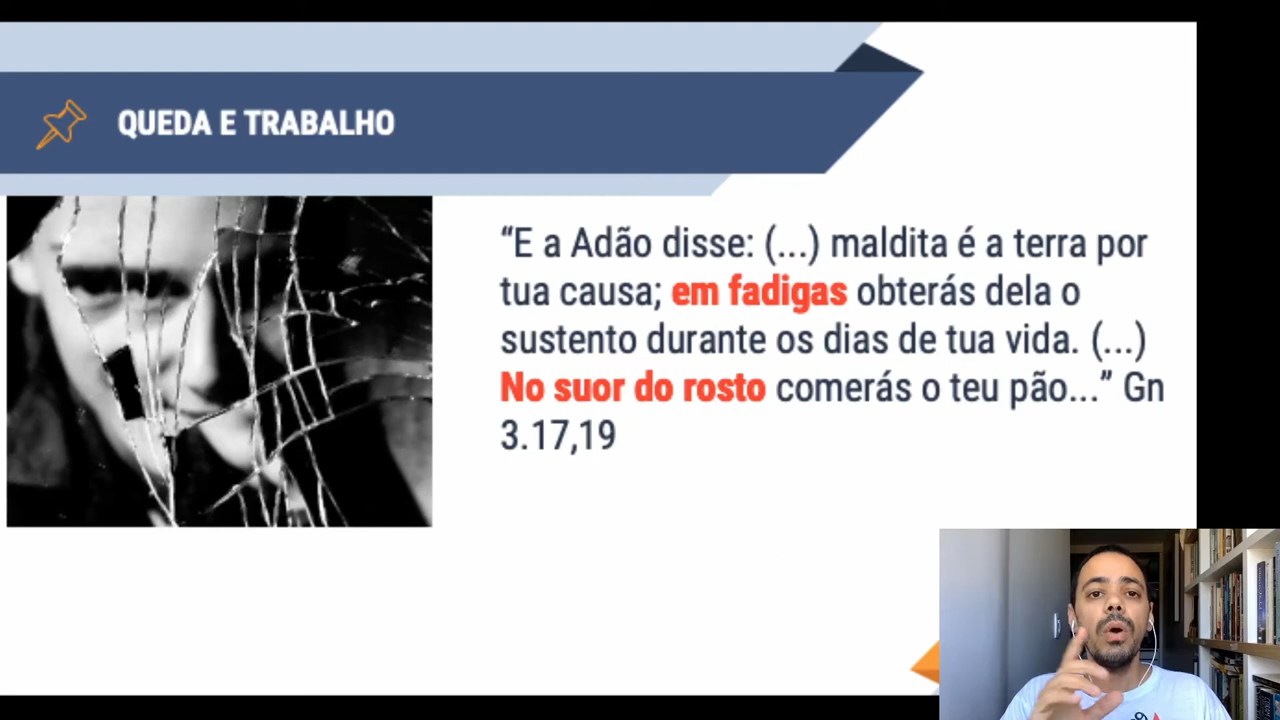 QUEDA E TRABALHO
“E a Adão disse: (...) maldita é a terra por
tua causa; em fadigas obterás dela o
sustento durante os dias de tua vida. (...)
No suor do rosto comerás o teu pão...” Gn
3.17,19